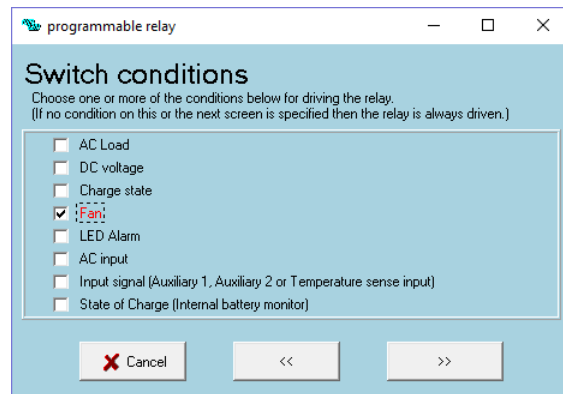 programmable relay
Switch conditions
Choose one or more of the conditions below for driving the relay.
(If no condition on this or the next screen is specified then the relay is always driven.)
AC Load
DC voltage
Charge state
Fan
LED Alarm
AC input
Input signal (Auxiliary 1, Auxiliary 2 or Temperature sense input)
State of Charge (Internal battery monitor)
Cancel << >>